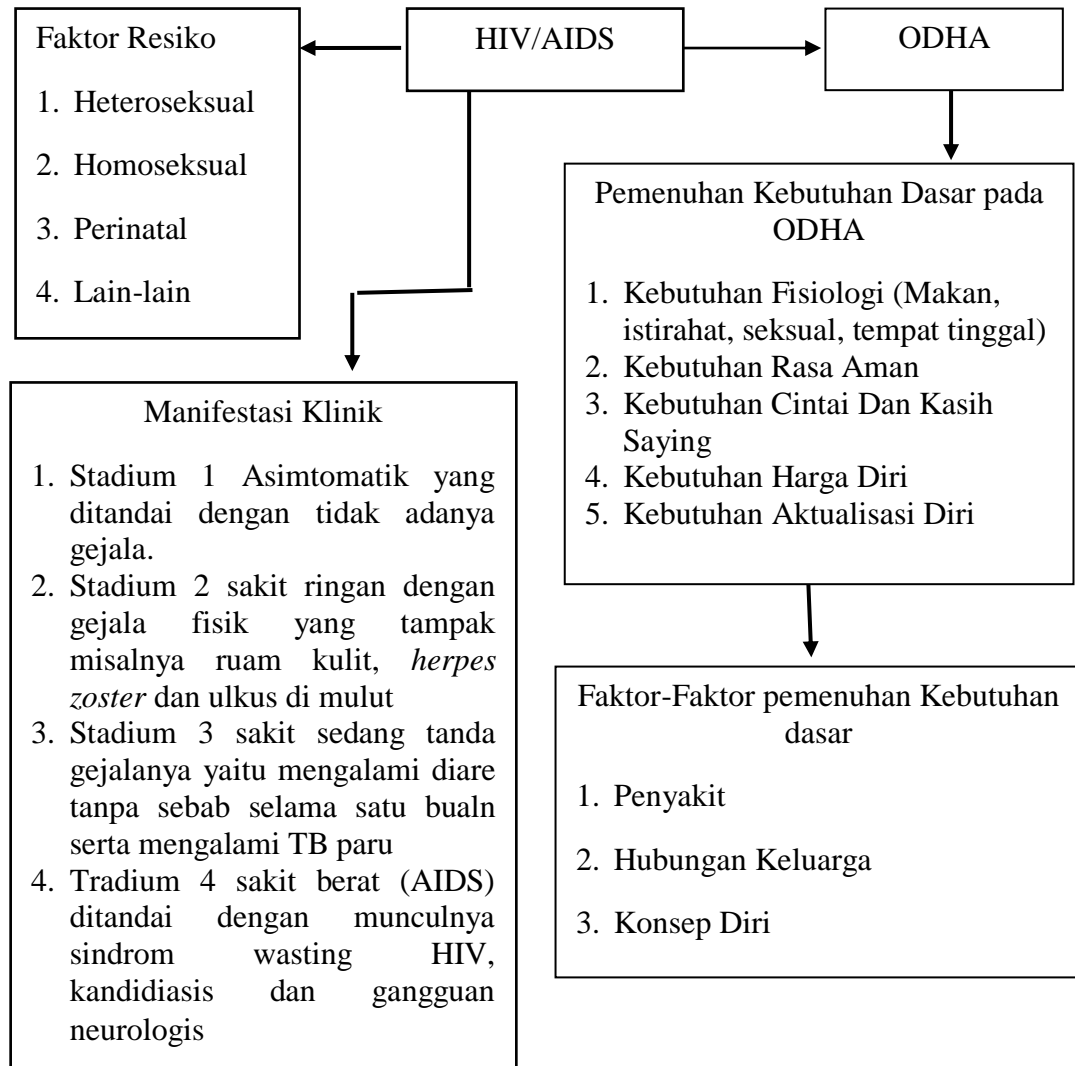 Faktor Resiko
1. Heteroseksual
2. Homoseksual
3. Perinatal
4. Lain-lain
HIV/AIDS
ODHA
Pemenuhan Kebutuhan Dasar pada
ODHA
1. Kebutuhan Fisiologi (Makan,
istirahat, seksual, tempat tinggal)
2. Kebutuhan Rasa Aman
3. Kebutuhan Cintai Dan Kasih
Saying
4. Kebutuhan Harga Diri
5. Kebutuhan Aktualisasi Diri
Manifestasi Klinik
1. Stadium 1 Asimtomatik yang
ditandai dengan tidak adanya
gejala.
2. Stadium 2 sakit ringan dengan
gejala fisik yang tampak
misalnya ruam kulit, herpes
zoster dan ulkus di mulut
3. Stadium 3 sakit sedang tanda
gejalanya yaitu mengalami diare
tanpa sebab selama satu bualn
serta mengalami TB paru
4. Tradium 4 sakit berat (AIDS)
ditandai dengan munculnya
sindrom wasting HIV,
kandidiasis dan gangguan
neurologis
Faktor-Faktor pemenuhan Kebutuhan
dasar
1. Penyakit
2. Hubungan Keluarga
3. Konsep Diri